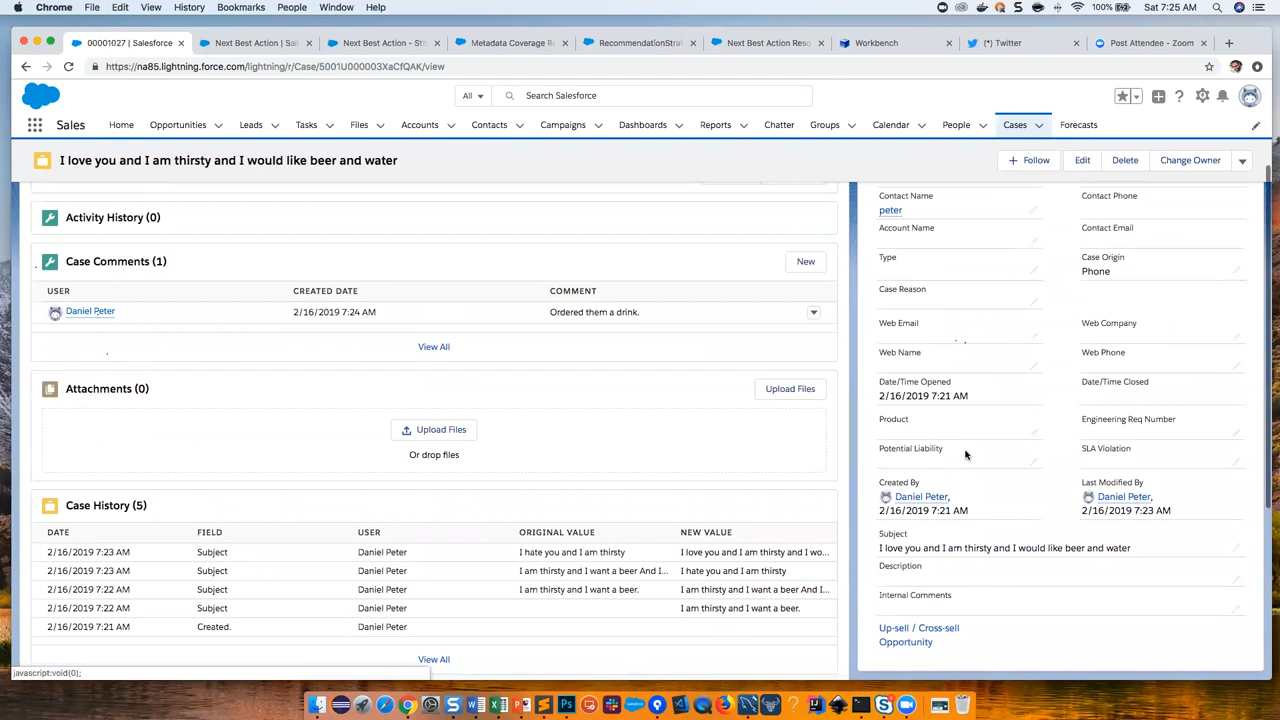 Chrome File Edit View History Bookmarks People Window Help 100% Sat 7:25 AM
00001027 | Salesforce Next Best Action | Sal Next Best Action - Str Metadata Coverage R RecommendationStrat Next Best Action Reso Workbench (*) Twitter Post Attendee - Zoom
https://na85.lightning.force.com/lightning/r/Case/5001U000003XaCfQAK/view
All Search Salesforce
Sales Home Opportunities Leads Tasks Files Accounts Contacts Campaigns Dashboards Reports Chatter Groups Calendar People Cases Forecasts
I love you and I am thirsty and I would like beer and water
+ Follow Edit Delete Change Owner
Activity History (0)
Case Comments (1) New
USER CREATED DATE COMMENT
Daniel Peter 2/16/2019 7:24 AM Ordered them a drink.
View All
Attachments (0) Upload Files
Upload Files
Or drop files
Case History (5)
DATE FIELD USER ORIGINAL VALUE NEW VALUE
2/16/2019 7:23 AM Subject Daniel Peter I hate you and I am thirsty I love you and I am thirsty and I wo...
2/16/2019 7:23 AM Subject Daniel Peter I am thirsty and I want a beer And I... I hate you and I am thirsty
2/16/2019 7:22 AM Subject Daniel Peter I am thirsty and I want a beer. I am thirsty and I want a beer And I...
2/16/2019 7:22 AM Subject Daniel Peter I am thirsty and I want a beer.
2/16/2019 7:21 AM Created. Daniel Peter
View All
Contact Name Contact Phone
peter
Account Name Contact Email
Type Case Origin
Phone
Case Reason
Web Email Web Company
Web Name Web Phone
Date/Time Opened Date/Time Closed
2/16/2019 7:21 AM
Product Engineering Req Number
Potential Liability SLA Violation
Created By Last Modified By
Daniel Peter, Daniel Peter,
2/16/2019 7:21 AM 2/16/2019 7:23 AM
Subject
I love you and I am thirsty and I would like beer and water
Description
Internal Comments
Up-sell / Cross-sell
Opportunity
javascript:void(0);